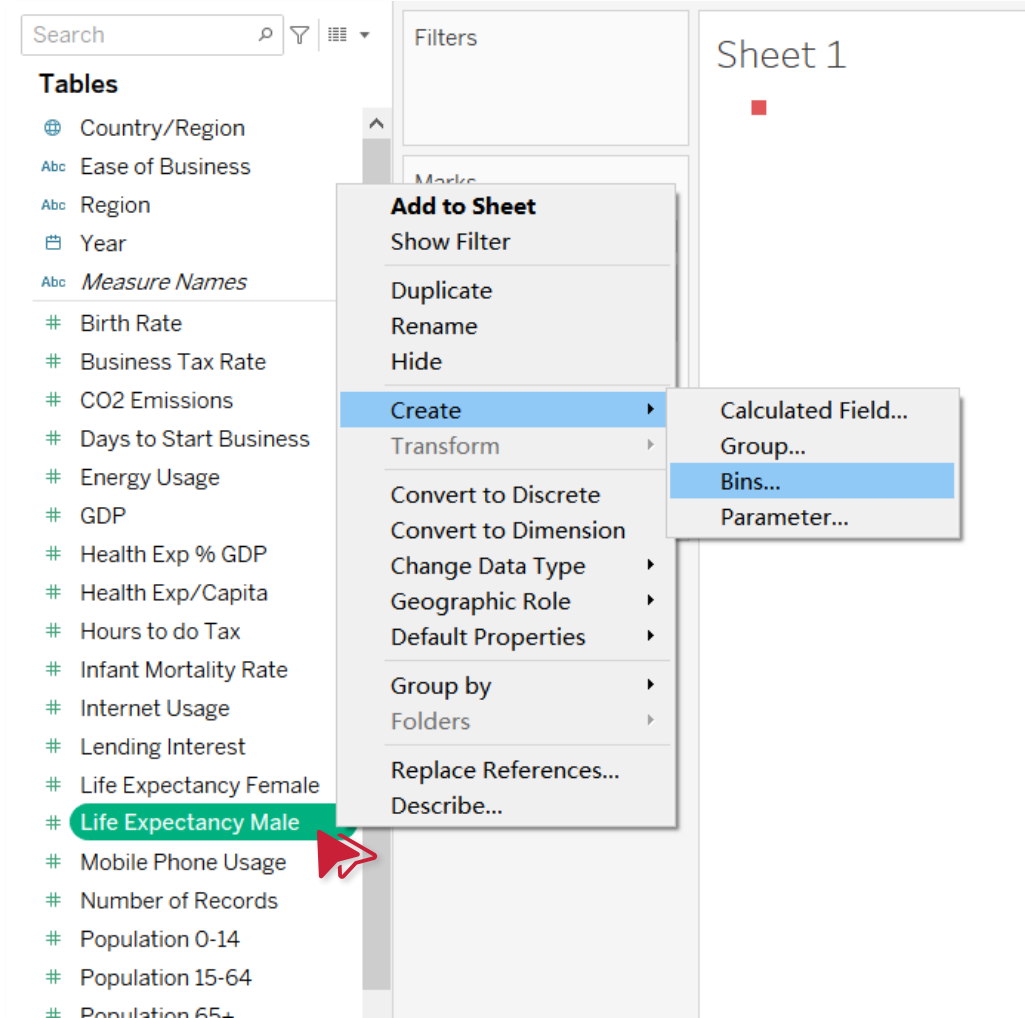 Search
Tables
Country/Region
Abc Ease of Business
Abc Region
Year
Abc Measure Names
# Birth Rate
# Business Tax Rate
# CO2 Emissions
# Days to Start Business
# Energy Usage
# GDP
# Health Exp % GDP
# Health Exp/Capita
# Hours to do Tax
# Infant Mortality Rate
# Internet Usage
# Lending Interest
# Life Expectancy Female
# Life Expectancy Male
# Mobile Phone Usage
# Number of Records
# Population 0-14
# Population 15-64
# Population 65+
Filters
Marks
Add to Sheet
Show Filter
Duplicate
Rename
Hide
Create
Transform
Convert to Discrete
Convert to Dimension
Change Data Type
Geographic Role
Default Properties
Group by
Folders
Replace References...
Describe...
Calculated Field...
Group...
Bins...
Parameter...
Sheet 1